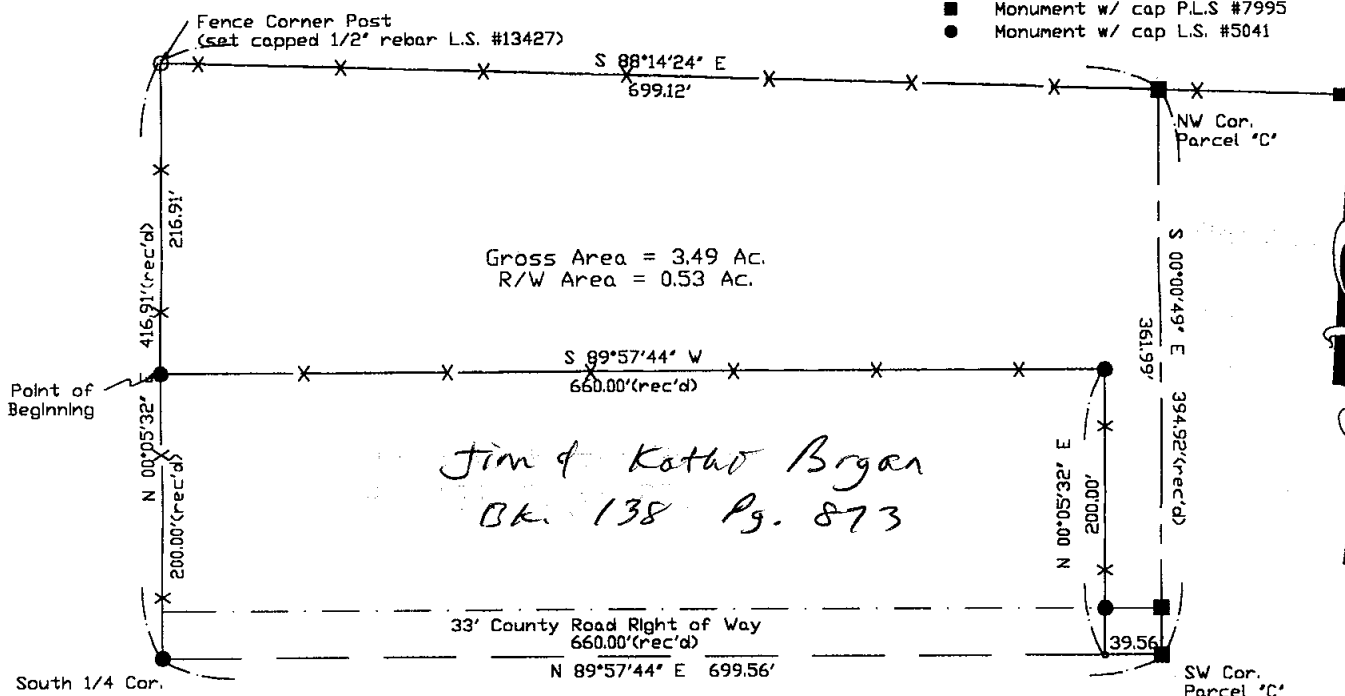 Fence Corner Post
(set capped 1/2" rebar L.S. #13427)
Monument w/ cap P.L.S #7995
Monument w/ cap L.S. #5041
S 88°14'24" E
699.12'
NW Cor.
Parcel "C"
216.91'
416.91'(rec'd)
Gross Area = 3.49 Ac.
R/W Area = 0.53 Ac.
S 00°00'49" E
361.99'
394.92'(rec'd)
Point of
Beginning
S 89°57'44" W
660.00'(rec'd)
N 00°05'32" E
200.00'(rec'd)
Jim & Bryan
Bk. 138 Pg. 873
N 00°05'32" E
200.00'
33' County Road Right of Way
660.00'(rec'd)
N 89°57'44" E 699.56'
39.56'
South 1/4 Cor.
SW Cor.
Parcel "C"